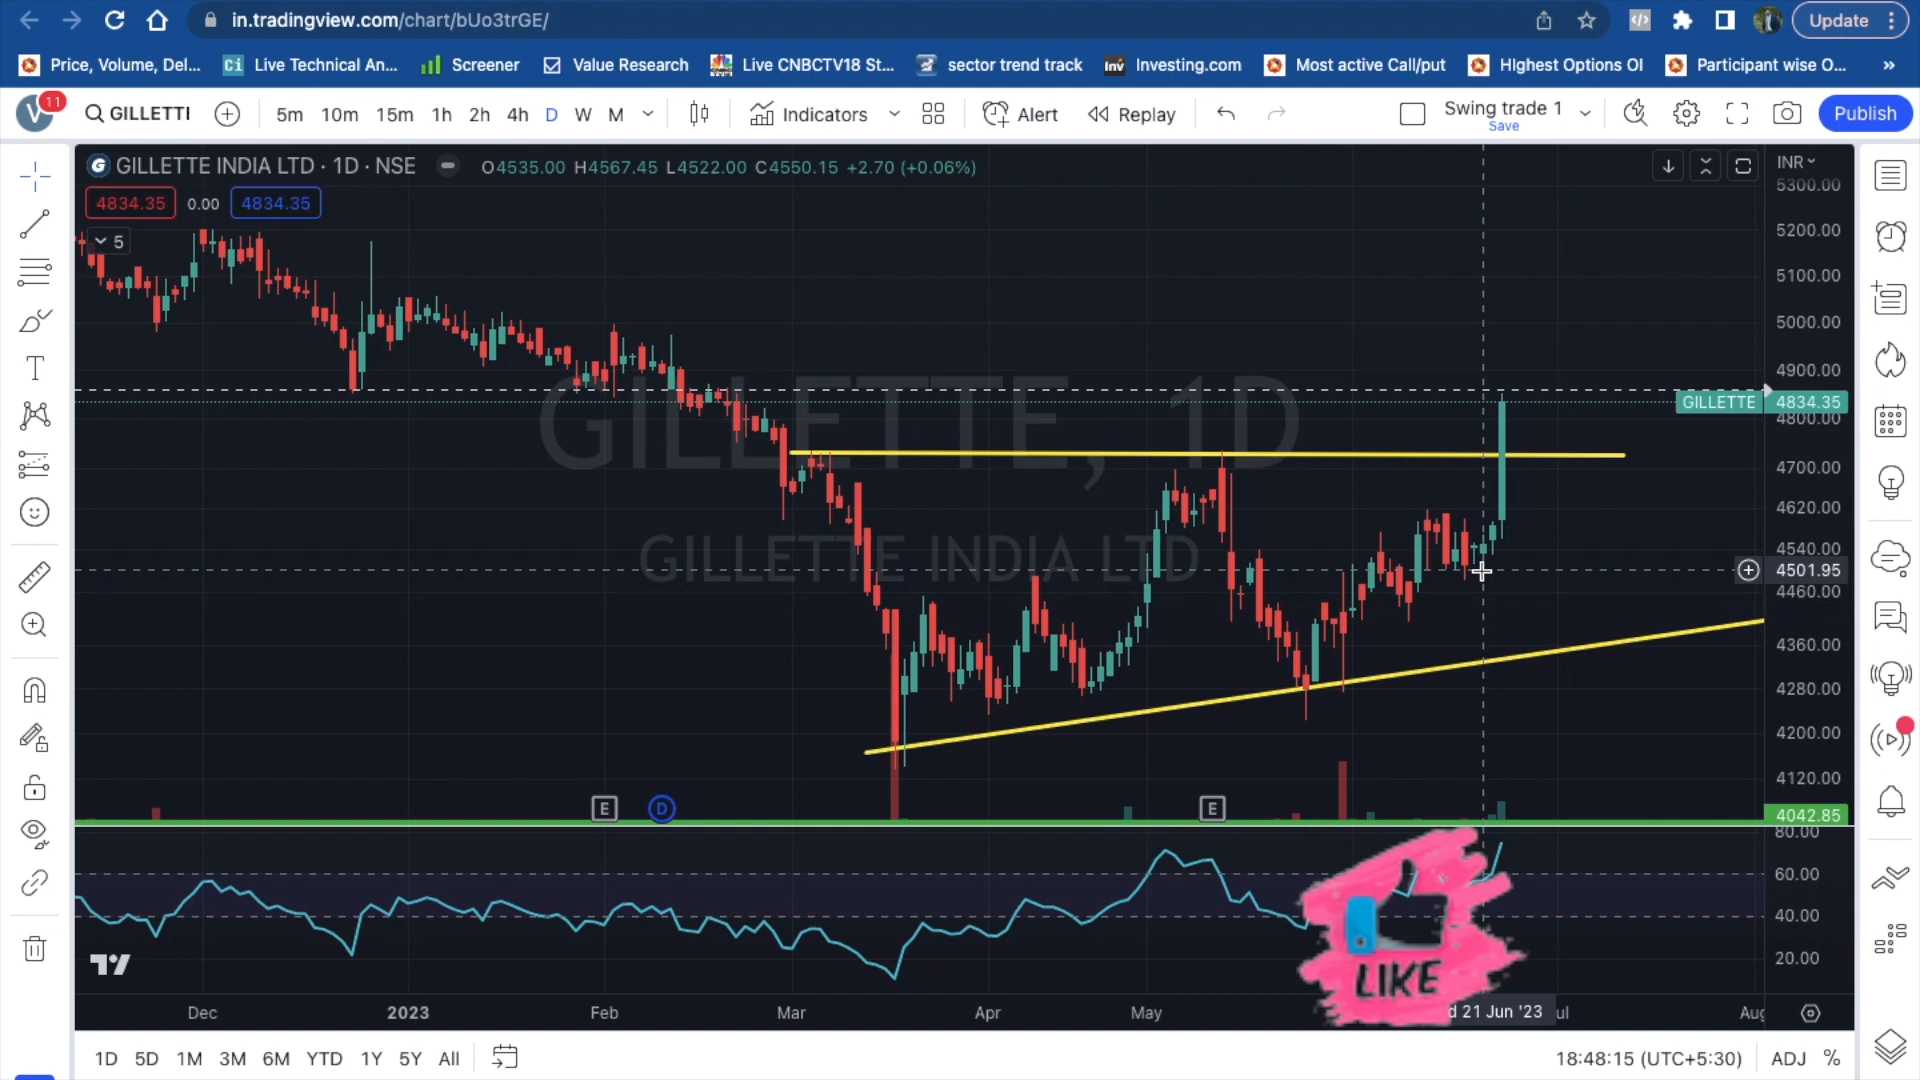 in.tradingview.com/chart/bUo3trGE/
Update
Price, Volume, Del...
Ci Live Technical An...
Screener
Value Research
Live CNBCTV18 St...
sector trend track
Inv Investing.com
Most active Call/put
HIghest Options OI
Participant wise O...
»
V 11
GILLETTI
5m 10m 15m 1h 2h 4h D W M
Indicators
Alert
Replay
Swing trade 1
Save
Publish
G GILLETTE INDIA LTD · 1D · NSE O4535.00 H4567.45 L4522.00 C4550.15 +2.70 (+0.06%)
INR
4834.35 0.00 4834.35
5
GILLETTE, 1D
GILLETTE INDIA LTD
5300.00
5200.00
5100.00
5000.00
4900.00
GILLETTE 4834.35
4800.00
4700.00
4620.00
4540.00
4501.95
4460.00
4360.00
4280.00
4200.00
4120.00
4042.85
E D E
80.00
60.00
40.00
20.00
LIKE
Dec 2023 Feb Mar Apr May d 21 Jun '23 ul Aug
1D 5D 1M 3M 6M YTD 1Y 5Y All
18:48:15 (UTC+5:30) ADJ %